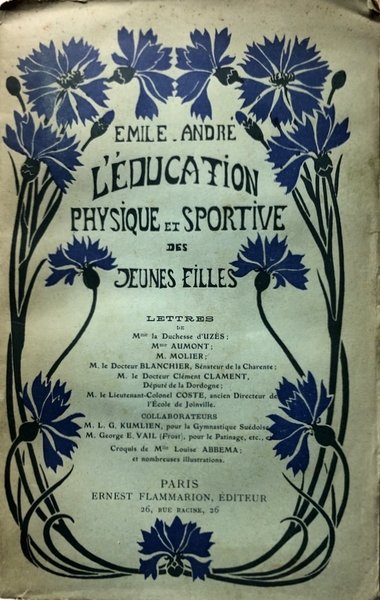 EMILE. ANDRE
L'ÉDUCATION
PHYSIQUE ET SPORTIVE
DES
JEUNES FILLES
LETTRES
DE
Mme la Duchesse d'UZÈS;
Mme AUMONT;
M. MOLIER;
M. le Docteur BLANCHIER, Sénateur de la Charente;
M. le Docteur Clément CLAMENT,
Député de la Dordogne;
M. le Lieutenant-Colonel COSTE, ancien Directeur de
l'École de Joinville.
COLLABORATEURS
M. L. G. KUMLIEN, pour la Gymnastique Suédoise
M. George E. VAIL (Frost), pour le Patinage, etc.,
Croquis de Mlle Louise ABBEMA;
et nombreuses illustrations.
PARIS
ERNEST FLAMMARION, ÉDITEUR
26, RUE RACINE, 26